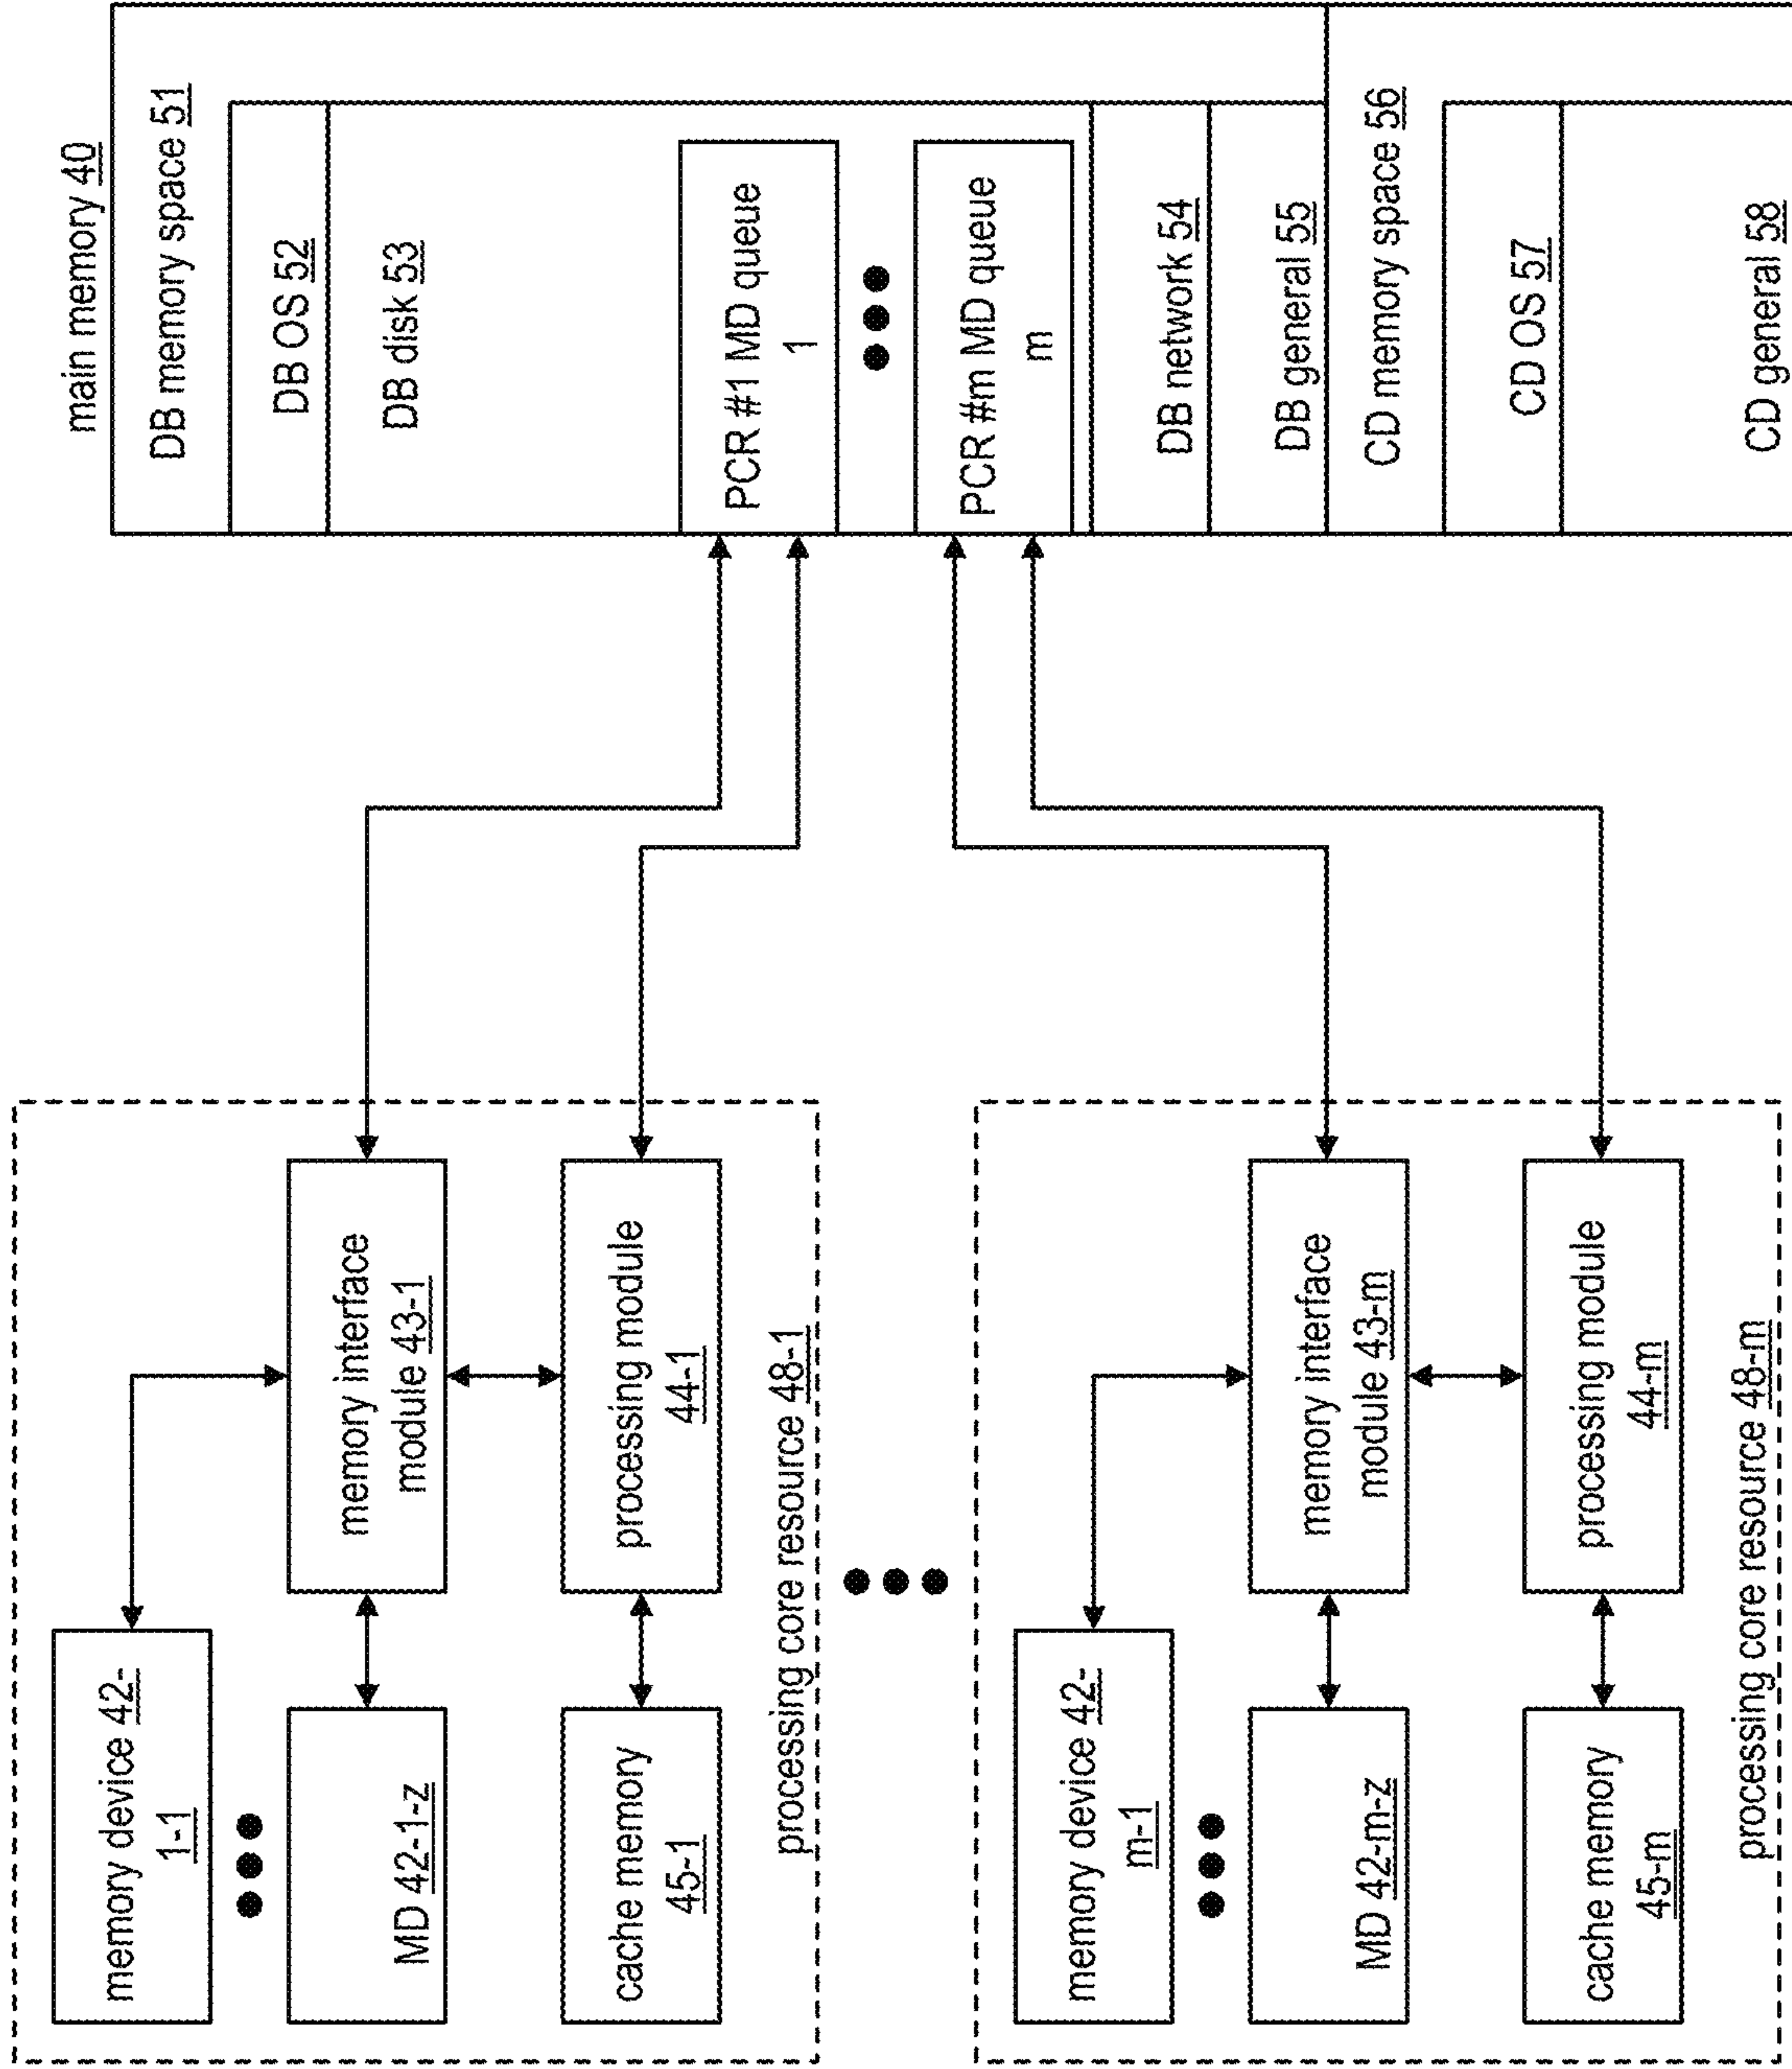 main memory 40
DB memory space 51
DB OS 52
DB disk 53
PCR #1 MD queue
1
PCR #m MD queue
m
DB network 54
DB general 55
CD memory space 56
CD OS 57
CD general 58
memory device 42-
1-1
MD 42-1-z
memory interface
module 43-1
cache memory
45-1
processing module
44-1
processing core resource 48-1
memory device 42-
m-1
MD 42-m-z
memory interface
module 43-m
cache memory
45-m
processing module
44-m
processing core resource 48-m